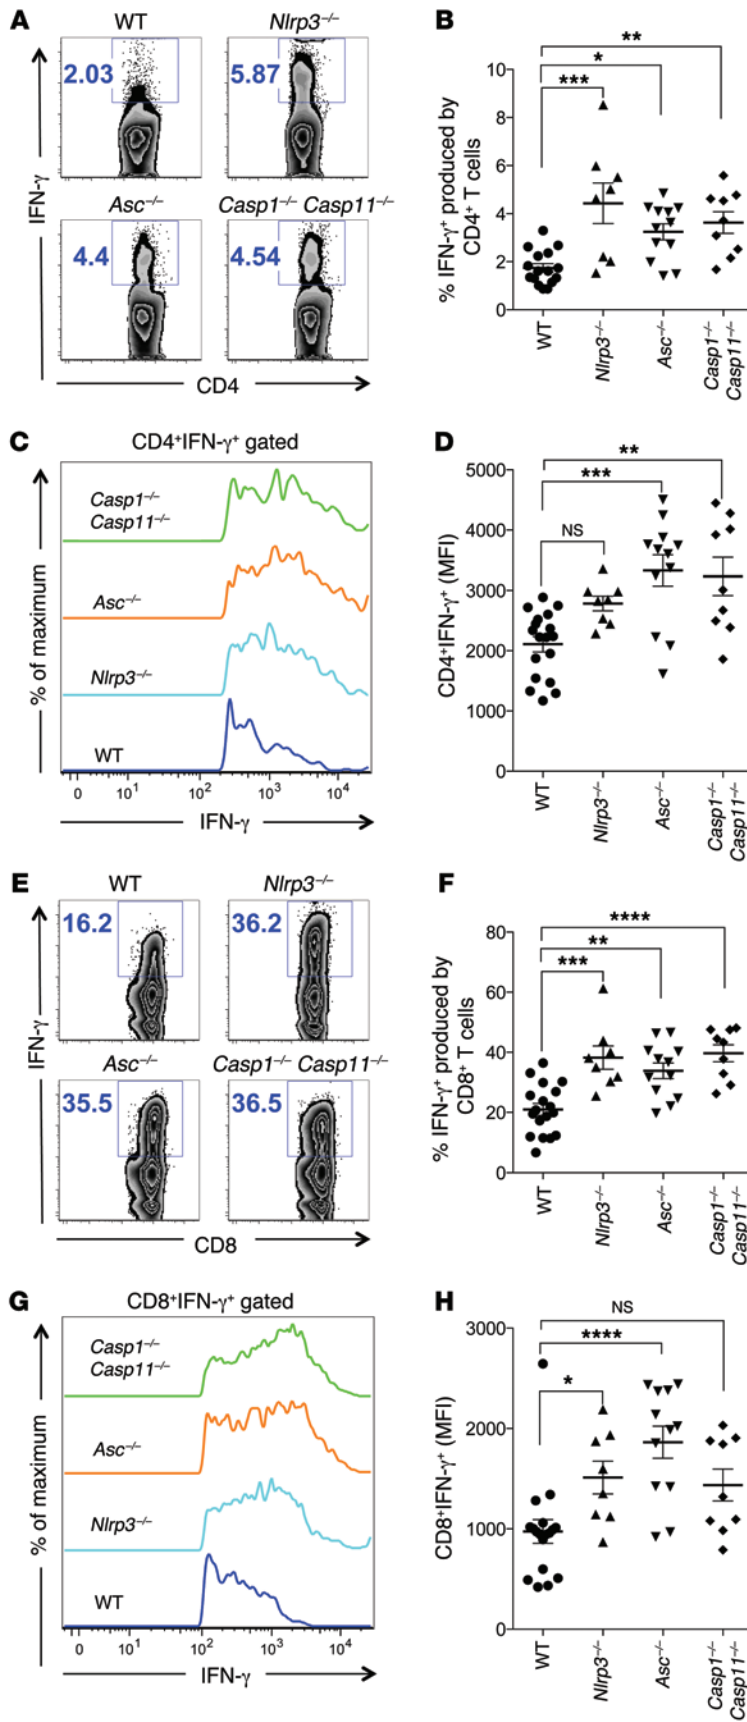 A
WT
Nlrp3–/–
2.03
5.87
Asc–/–
Casp1–/– Casp11–/–
4.4
4.54
IFN-γ
CD4
B
**
*
***
% IFN-γ+ produced by
CD4+ T cells
10
8
6
4
2
0
WT
Nlrp3–/–
Asc–/–
Casp1–/–
Casp11–/–
C
CD4+IFN-γ+ gated
% of maximum
Casp1–/–
Casp11–/–
Asc–/–
Nlrp3–/–
WT
0 10¹ 10² 10³ 10⁴
IFN-γ
D
**
***
NS
CD4+IFN-γ+ (MFI)
5000
4000
3000
2000
1000
0
WT
Nlrp3–/–
Asc–/–
Casp1–/–
Casp11–/–
E
WT
Nlrp3–/–
16.2
36.2
Asc–/–
Casp1–/– Casp11–/–
35.5
36.5
IFN-γ
CD8
F
****
**
***
% IFN-γ+ produced by
CD8+ T cells
80
60
40
20
0
WT
Nlrp3–/–
Asc–/–
Casp1–/–
Casp11–/–
G
CD8+IFN-γ+ gated
% of maximum
Casp1–/–
Casp11–/–
Asc–/–
Nlrp3–/–
WT
0 10¹ 10² 10³ 10⁴
IFN-γ
H
NS
****
*
CD8+IFN-γ+ (MFI)
3000
2000
1000
0
WT
Nlrp3–/–
Asc–/–
Casp1–/–
Casp11–/–